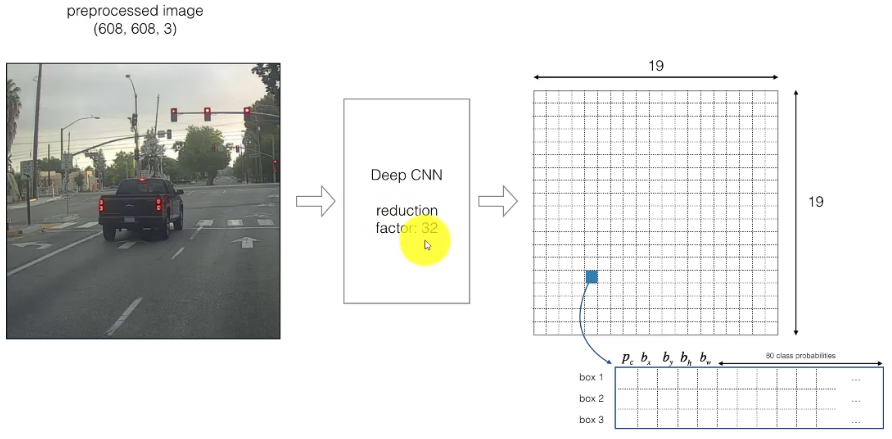 preprocessed image
(608, 608, 3)
19
Deep CNN
reduction
factor: 32
19
p_c b_x b_y b_h b_w
80 class probabilities
box 1 ...
box 2 ...
box 3 ...